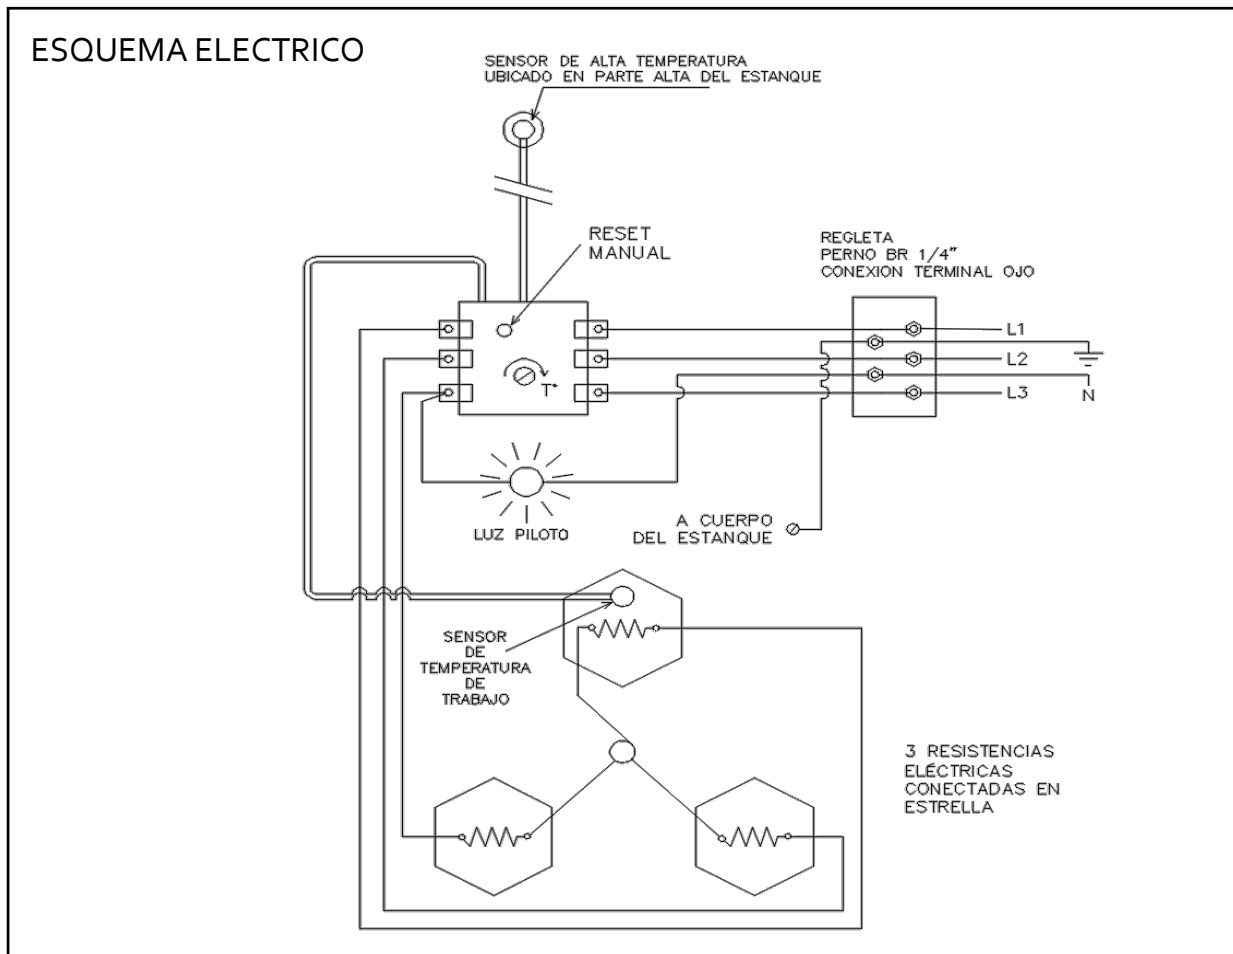 ESQUEMA ELECTRICO
SENSOR DE ALTA TEMPERATURA
UBICADO EN PARTE ALTA DEL ESTANQUE
RESET
MANUAL
REGLETA
PERNO BR 1/4"
CONEXION TERMINAL OJO
L1
L2
L3
N
T°
LUZ PILOTO
A CUERPO
DEL ESTANQUE
SENSOR
DE
TEMPERATURA
DE
TRABAJO
3 RESISTENCIAS
ELÉCTRICAS
CONECTADAS EN
ESTRELLA